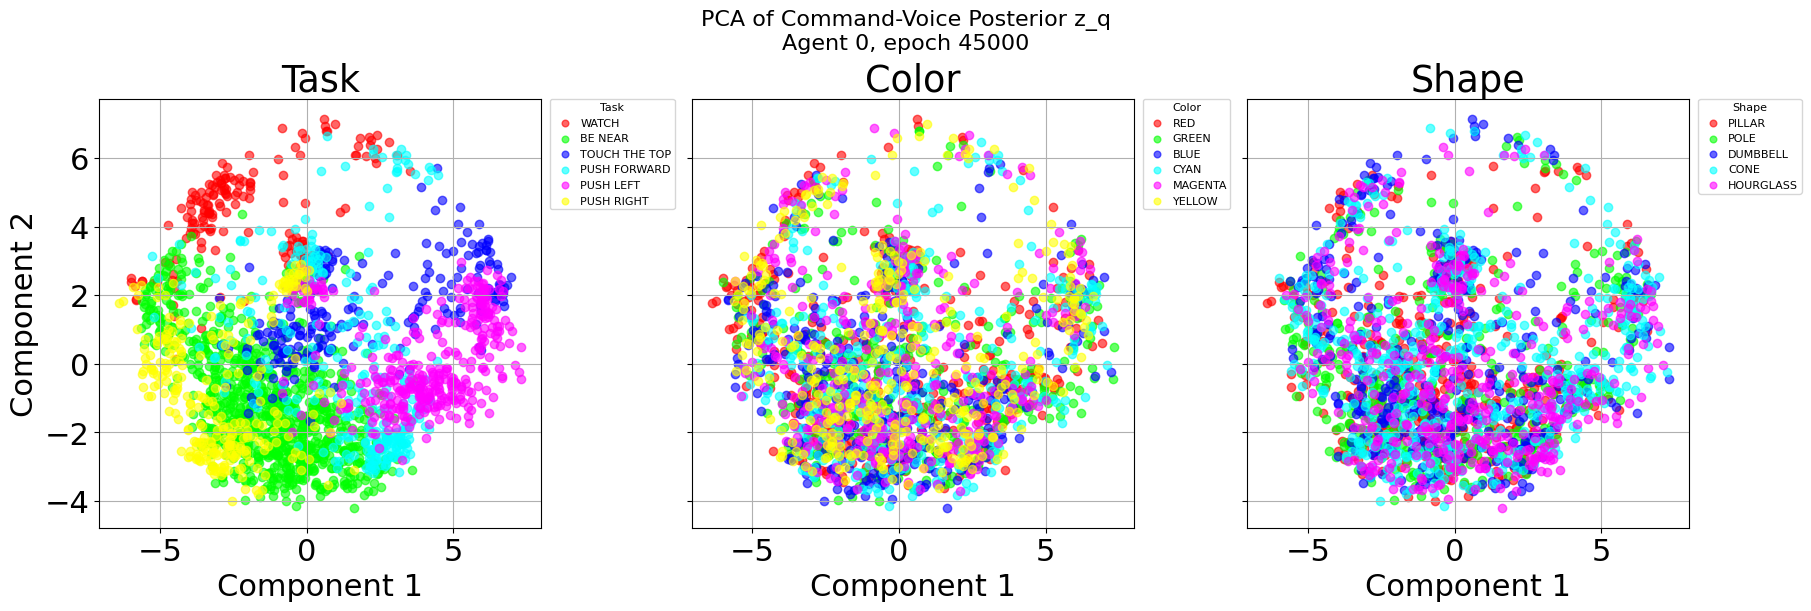 PCA of Command-Voice Posterior z_q
Agent 0, epoch 45000
Task
Component 2
6
4
2
0
−2
−4
−5 0 5
Component 1
Task
WATCH
BE NEAR
TOUCH THE TOP
PUSH FORWARD
PUSH LEFT
PUSH RIGHT
Color
−5 0 5
Component 1
Color
RED
GREEN
BLUE
CYAN
MAGENTA
YELLOW
Shape
−5 0 5
Component 1
Shape
PILLAR
POLE
DUMBBELL
CONE
HOURGLASS